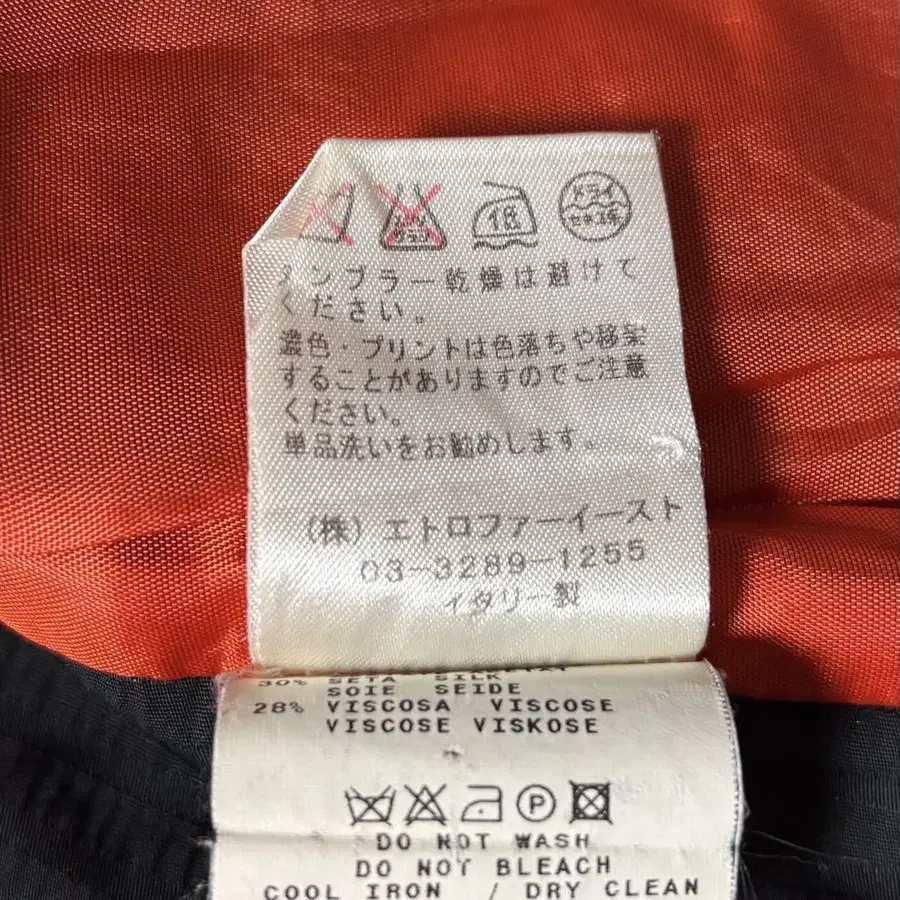 低
ドライ
セキユ系
タンブラー乾燥は避けて
ください。
濃色・プリントは色落ちや移染
することがありますのでご注意
ください。
単品洗いをお勧めします。
(株)エトロファーイースト
03-3289-1255
イタリー製
30% SETA SILK
SOIE SEIDE
28% VISCOSA VISCOSE
VISCOSE VISKOSE
P
DO NOT WASH
DO NOT BLEACH
COOL IRON / DRY CLEAN